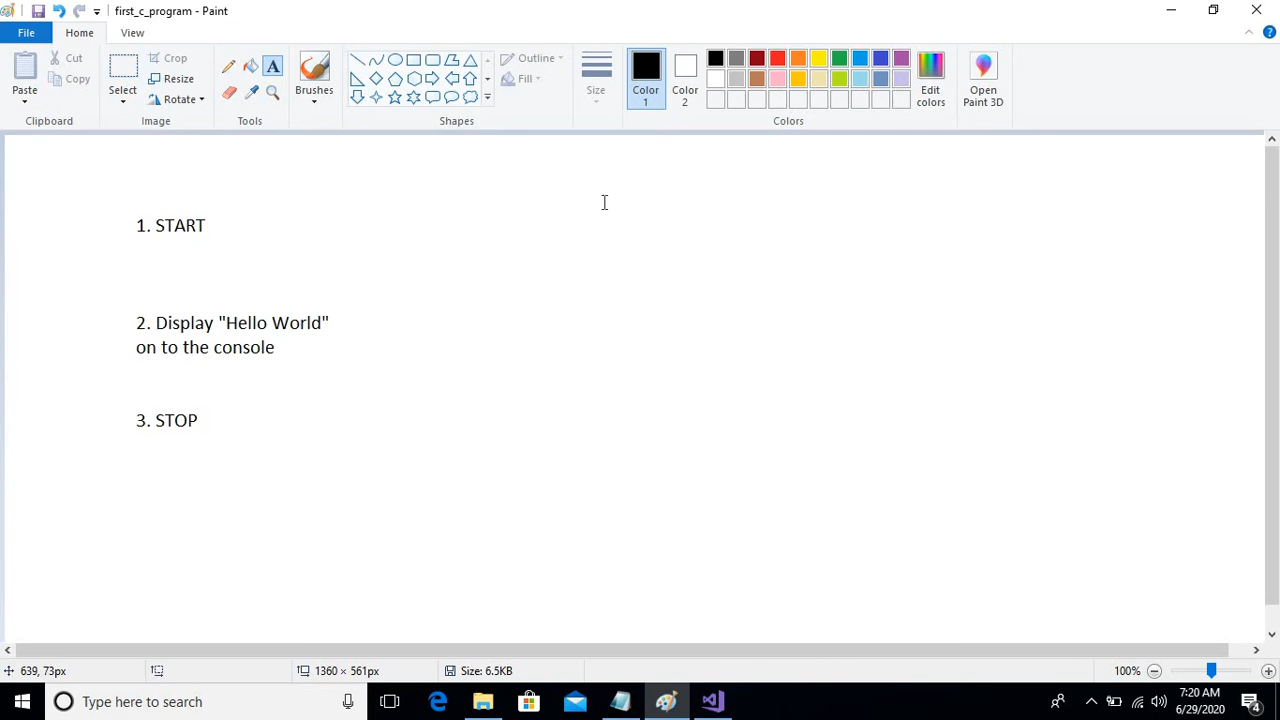 first_c_program - Paint
File
Home
View
Paste
Cut
Copy
Clipboard
Select
Crop
Resize
Rotate
Image
A
Tools
Brushes
Shapes
Outline
Fill
Size
Color
1
Color
2
Edit
colors
Open
Paint 3D
Colors
1. START
2. Display "Hello World"
on to the console
3. STOP
639, 73px
1360 × 561px
Size: 6.5KB
100%
Type here to search
7:20 AM
6/29/2020
4